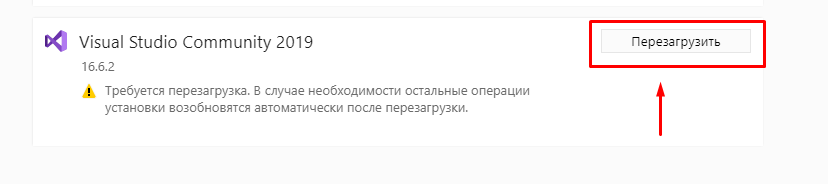 Visual Studio Community 2019
Перезагрузить
16.6.2
Требуется перезагрузка. В случае необходимости остальные операции
установки возобновятся автоматически после перезагрузки.